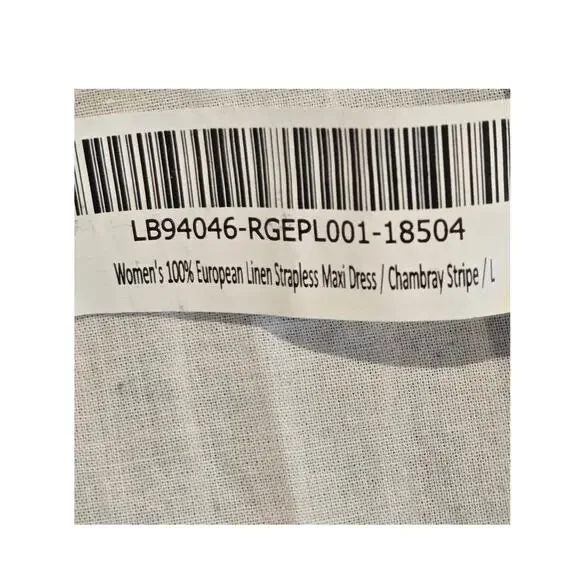 LB94046-RGEPL001-18504
Women's 100% European Linen Strapless Maxi Dress / Chambray Stripe / L